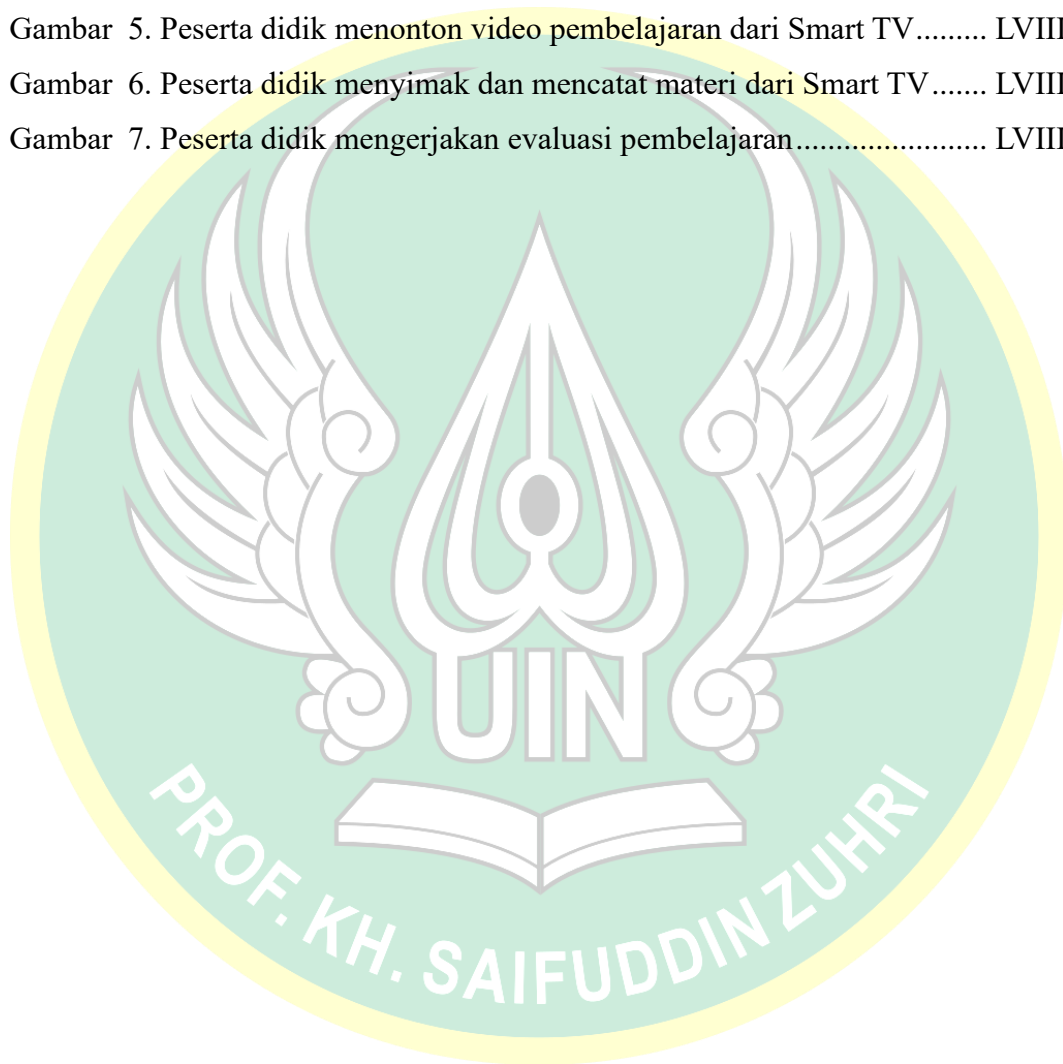 Gambar  5. Peserta didik menonton video pembelajaran dari Smart TV......... LVIII
Gambar  6. Peserta didik menyimak dan mencatat materi dari Smart TV....... LVIII
Gambar  7. Peserta didik mengerjakan evaluasi pembelajaran........................ LVIII
UIN
PROF. KH. SAIFUDDIN ZUHRI